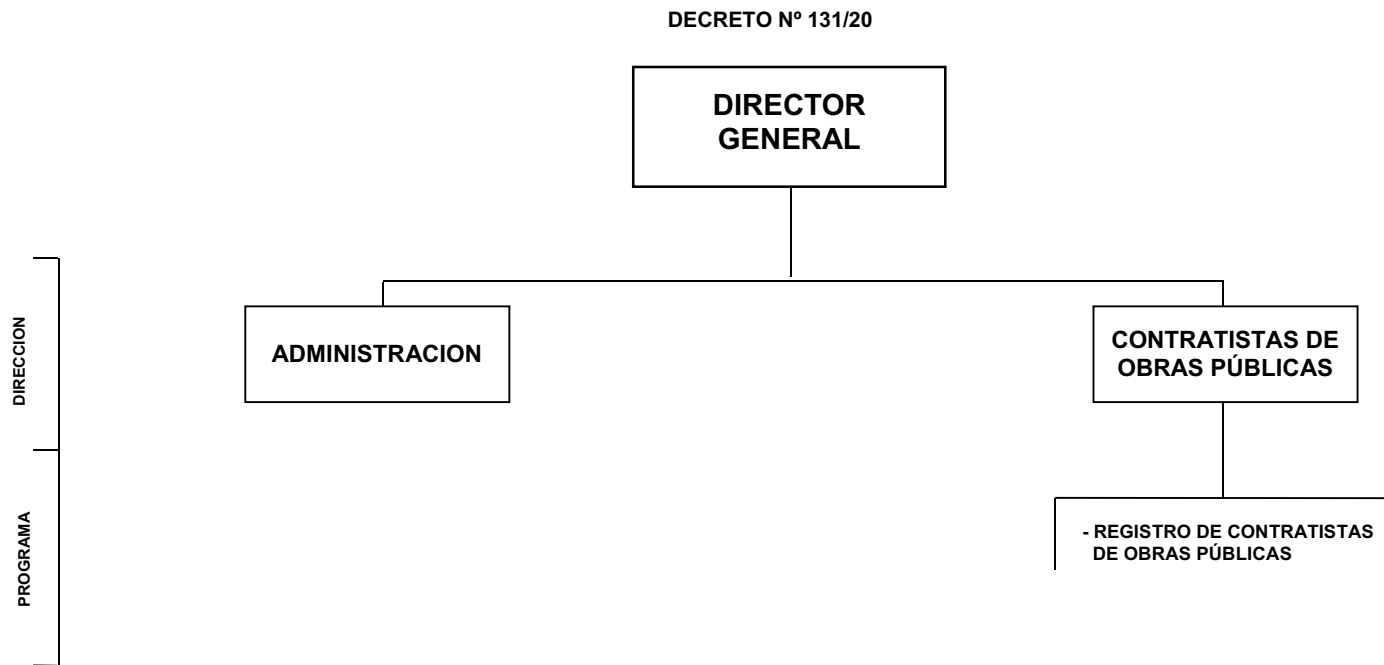 DECRETO Nº 131/20
DIRECTOR
GENERAL
DIRECCION
ADMINISTRACION
CONTRATISTAS DE
OBRAS PÚBLICAS
PROGRAMA
- REGISTRO DE CONTRATISTAS
DE OBRAS PÚBLICAS